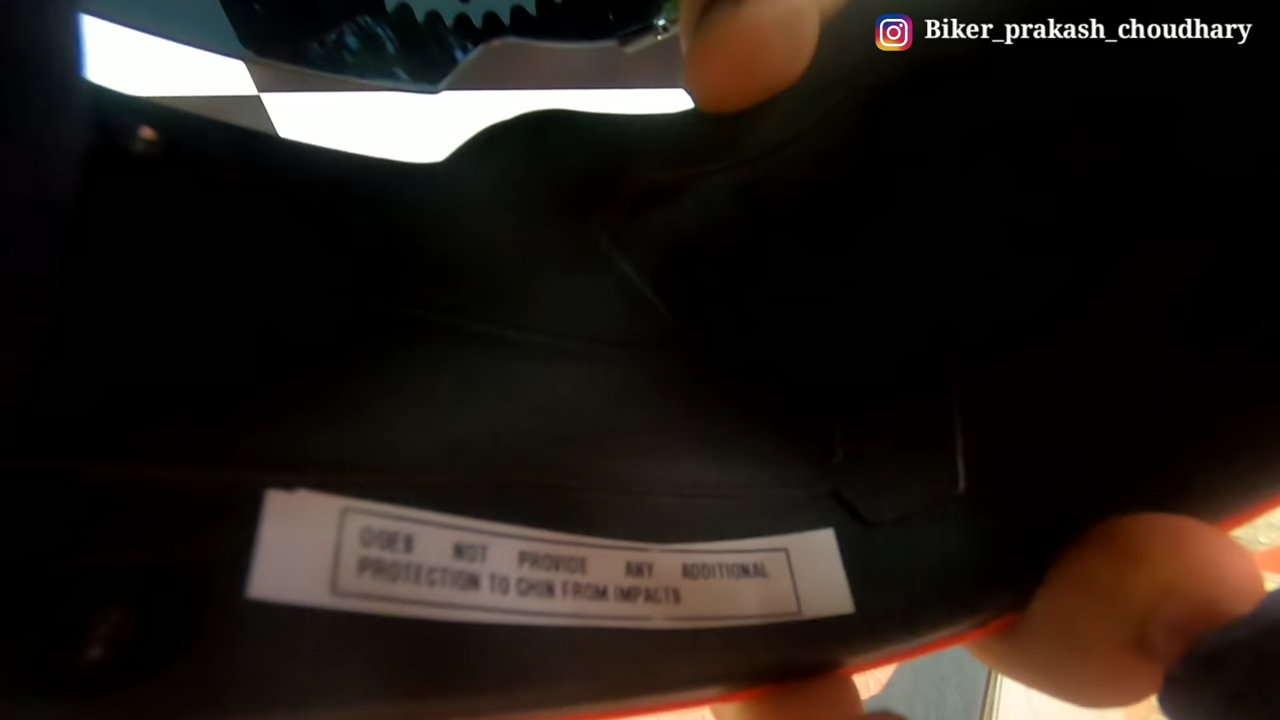 Biker_prakash_choudhary
DOES NOT PROVIDE ANY ADDITIONAL
PROTECTION TO CHIN FROM IMPACTS